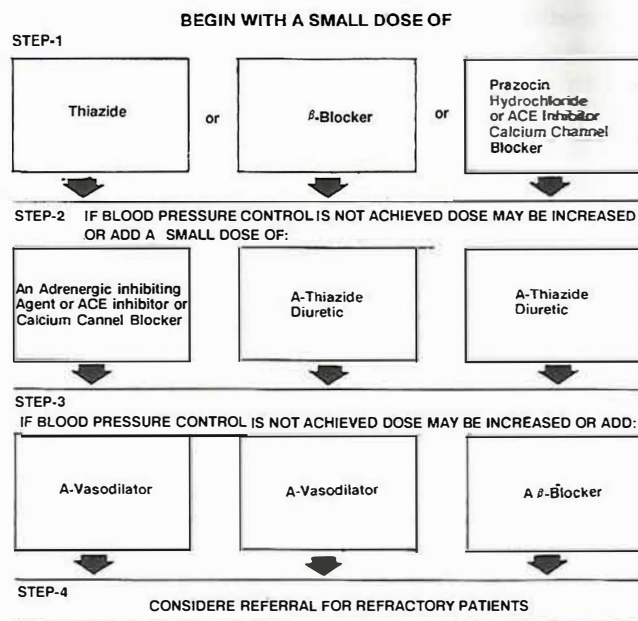 BEGIN WITH A SMALL DOSE OF
STEP-1
Thiazide
or
β-Blocker
or
Prazocin
Hydrochloride
or ACE Inhibitor
Calcium Channel
Blocker
STEP-2 IF BLOOD PRESSURE CONTROL IS NOT ACHIEVED DOSE MAY BE INCREASED
OR ADD A SMALL DOSE OF:
An Adrenergic inhibiting
Agent or ACE inhibitor or
Calcium Cannel Blocker
A-Thiazide
Diuretic
A-Thiazide
Diuretic
STEP-3
IF BLOOD PRESSURE CONTROL IS NOT ACHIEVED DOSE MAY BE INCREASED OR ADD:
A-Vasodilator
A-Vasodilator
A β-Blocker
STEP-4
CONSIDERE REFERRAL FOR REFRACTORY PATIENTS